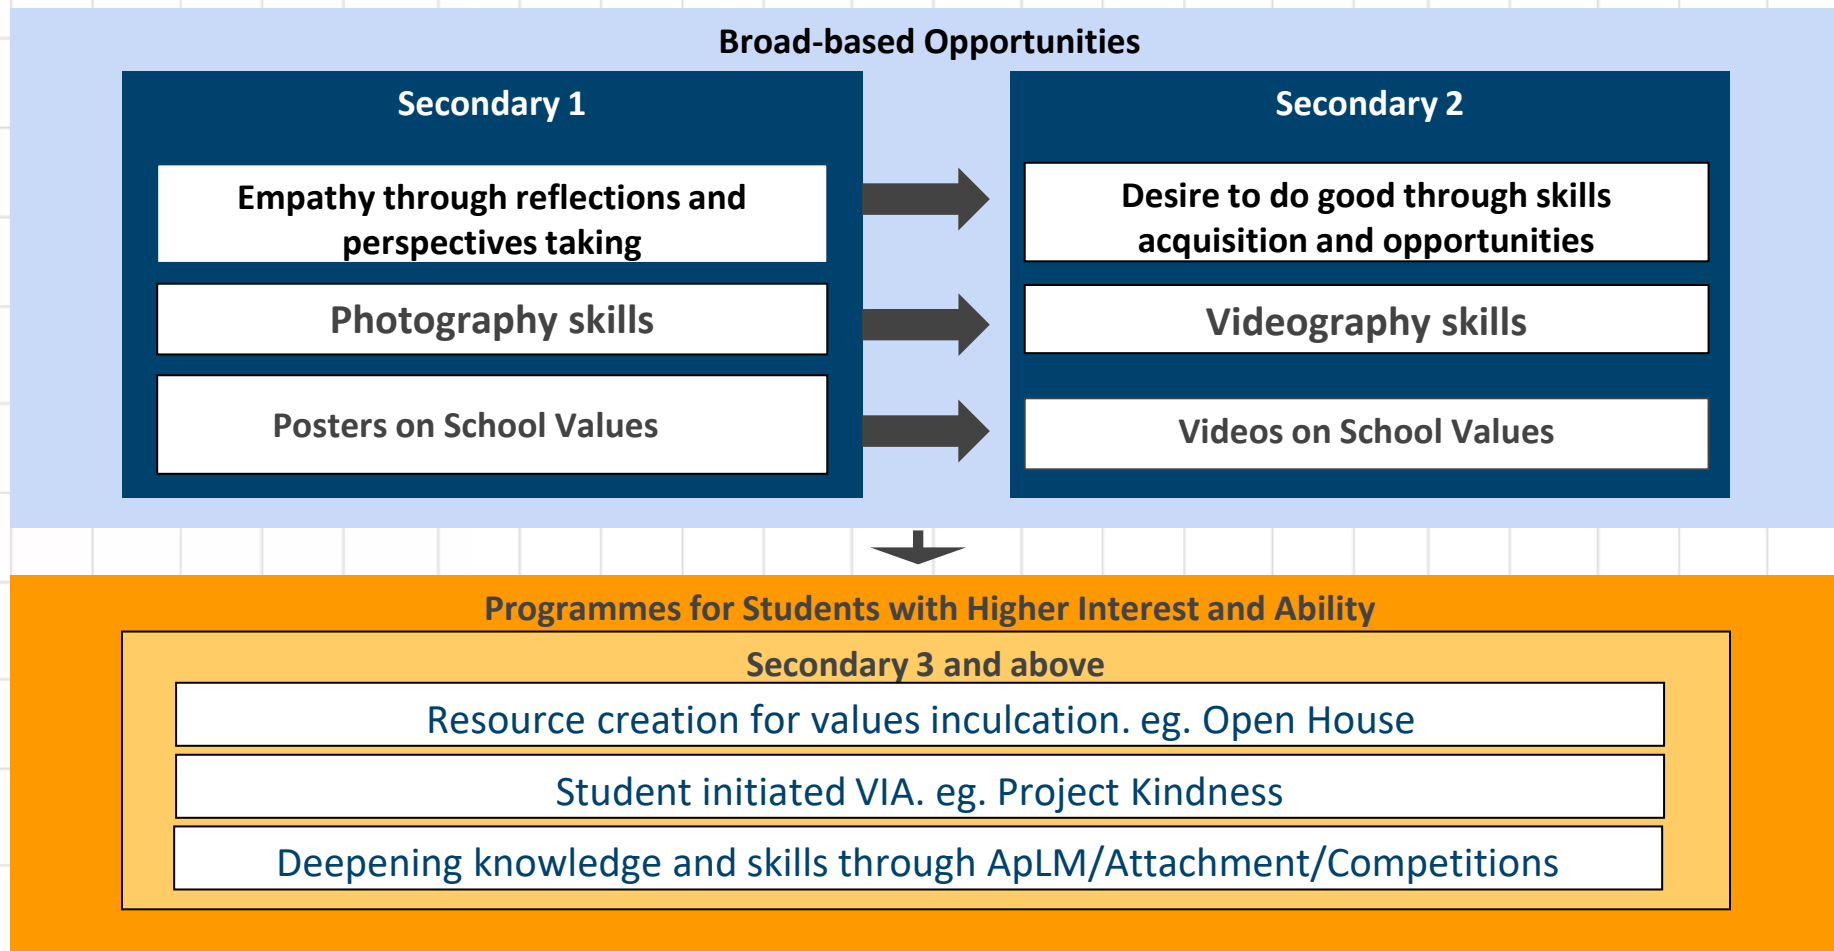 Broad-based Opportunities
Secondary 1
Empathy through reflections and
perspectives taking
Photography skills
Posters on School Values
Secondary 2
Desire to do good through skills
acquisition and opportunities
Videography skills
Videos on School Values
Programmes for Students with Higher Interest and Ability
Secondary 3 and above
Resource creation for values inculcation. eg. Open House
Student initiated VIA. eg. Project Kindness
Deepening knowledge and skills through ApLM/Attachment/Competitions